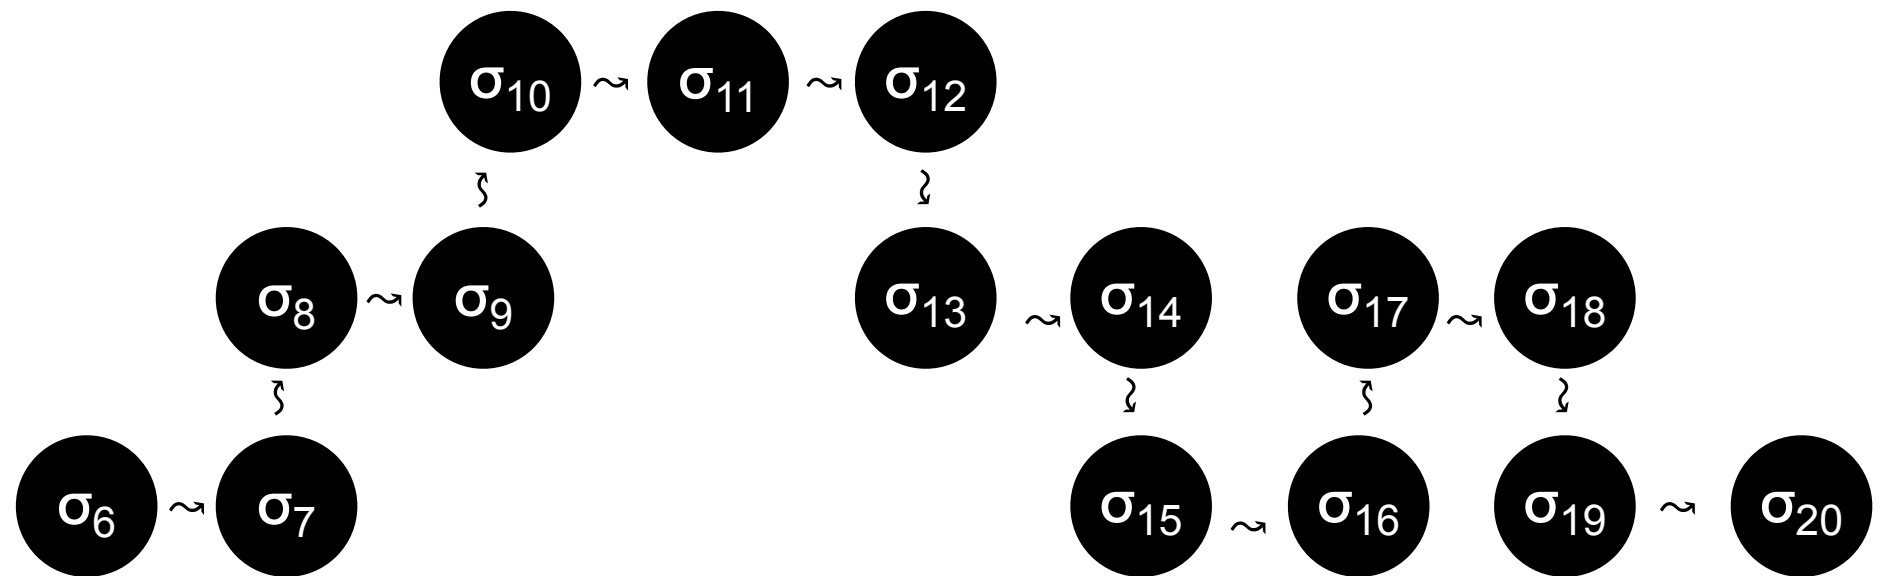 σ10 ⤳ σ11 ⤳ σ12
σ8 ⤳ σ9
σ13 ⤳ σ14
σ17 ⤳ σ18
σ6 ⤳ σ7
σ15 ⤳ σ16
σ19 ⤳ σ20